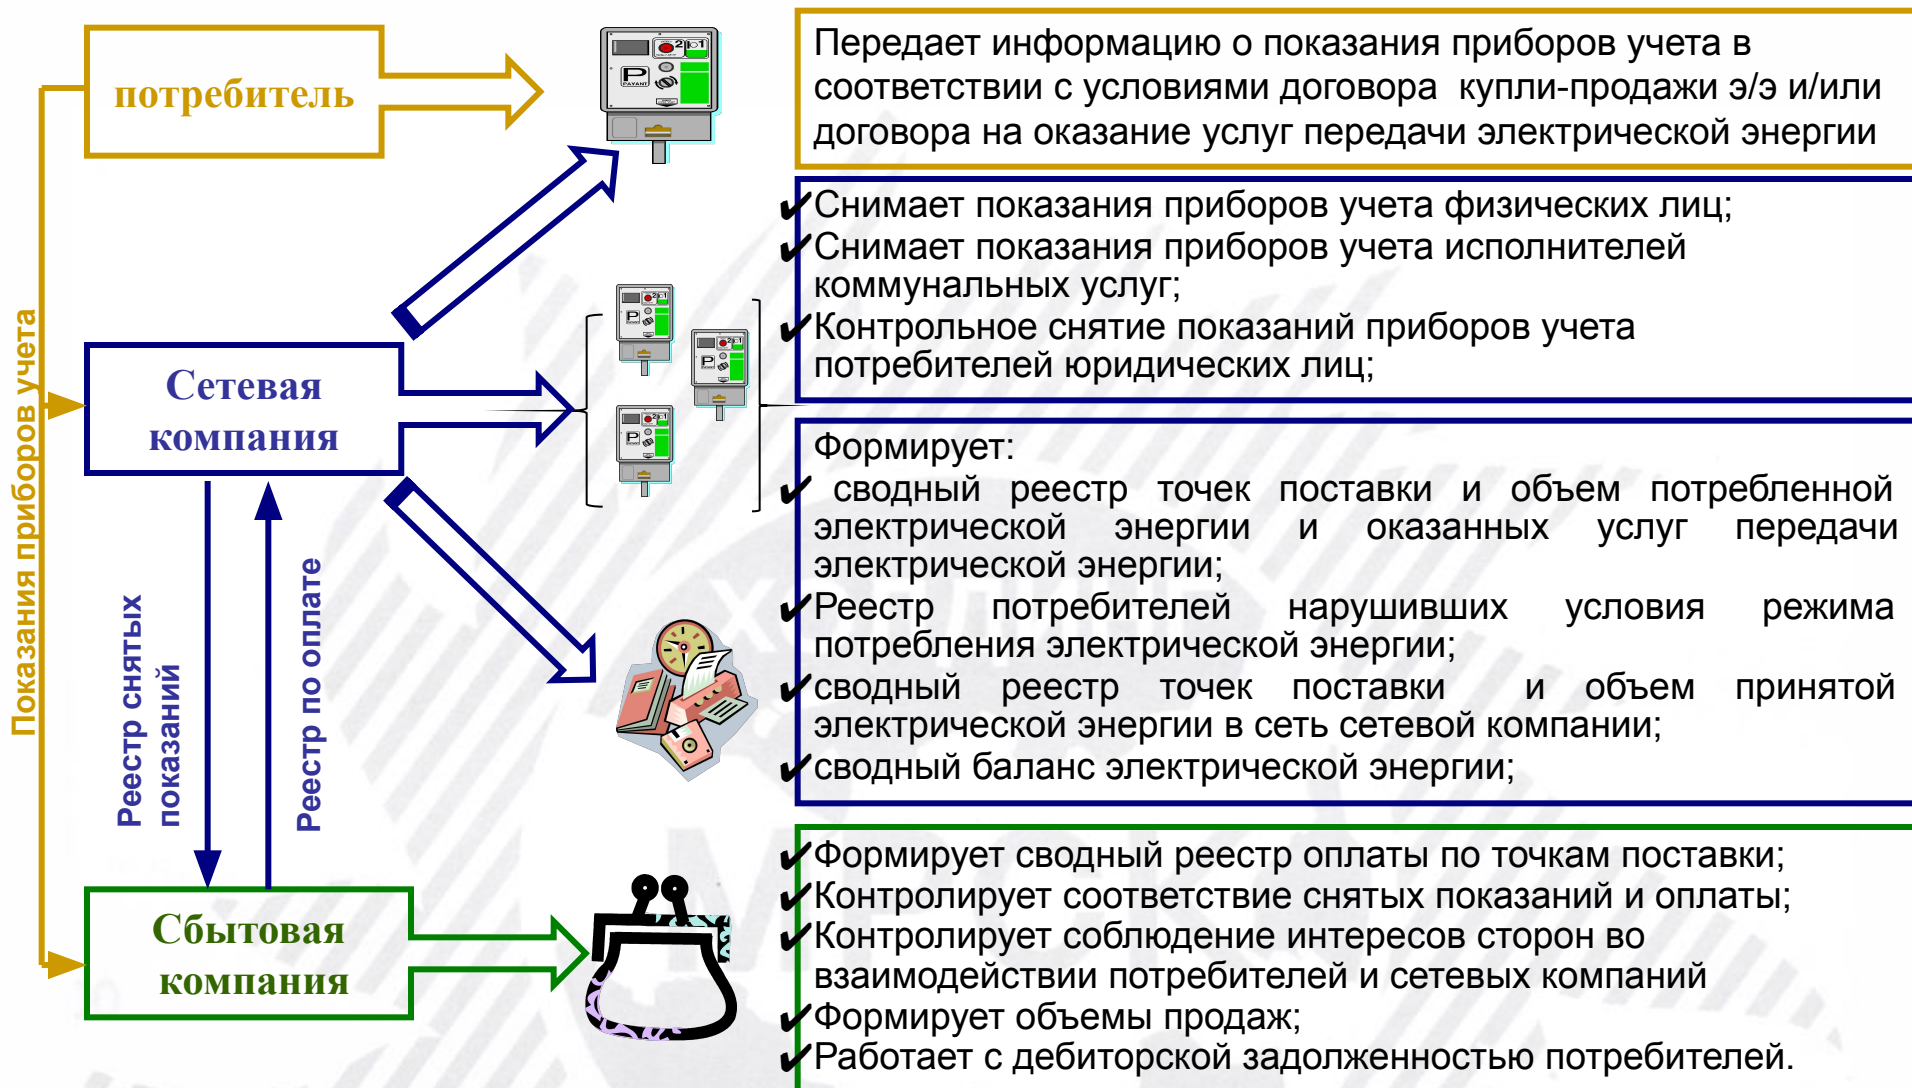 потребитель
Передает информацию о показания приборов учета в
соответствии с условиями договора купли-продажи э/э и/или
договора на оказание услуг передачи электрической энергии
Показания приборов учета
Сетевая
компания
✔Снимает показания приборов учета физических лиц;
✔Снимает показания приборов учета исполнителей
коммунальных услуг;
✔Контрольное снятие показаний приборов учета
потребителей юридических лиц;
Формирует:
✔ сводный реестр точек поставки и объем потребленной
электрической энергии и оказанных услуг передачи
электрической энергии;
✔Реестр потребителей нарушивших условия режима
потребления электрической энергии;
✔сводный реестр точек поставки и объем принятой
электрической энергии в сеть сетевой компании;
✔сводный баланс электрической энергии;
Реестр снятых
показаний
Реестр по оплате
Сбытовая
компания
✔Формирует сводный реестр оплаты по точкам поставки;
✔Контролирует соответствие снятых показаний и оплаты;
✔Контролирует соблюдение интересов сторон во
взаимодействии потребителей и сетевых компаний
✔Формирует объемы продаж;
✔Работает с дебиторской задолженностью потребителей.